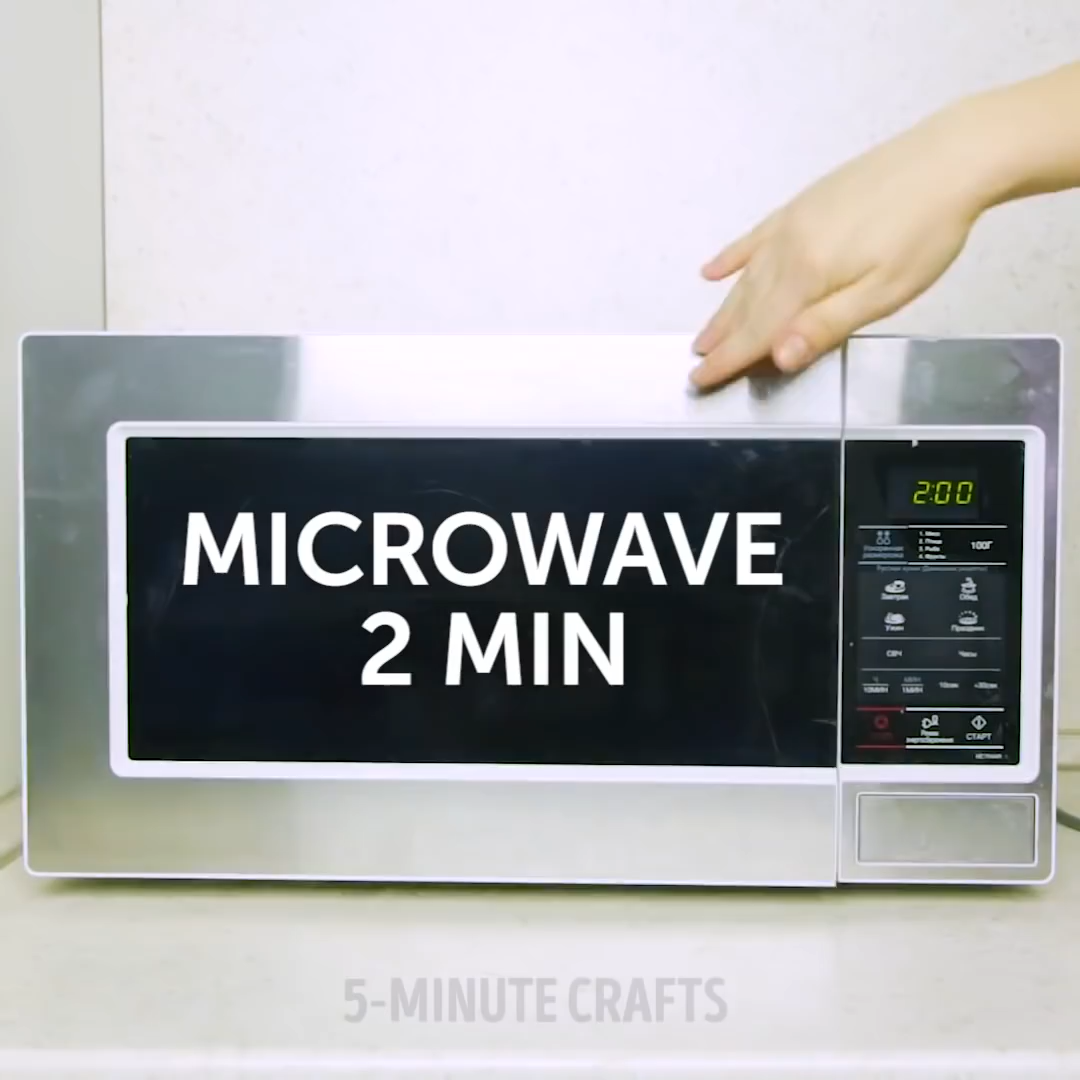 MICROWAVE
2 MIN
2:00
100Г
Завтрак
Обед
Ужин
Праздник
СВЧ
Часы
10МИН 1МИН 10сек +30сек
СТАРТ
5-MINUTE CRAFTS